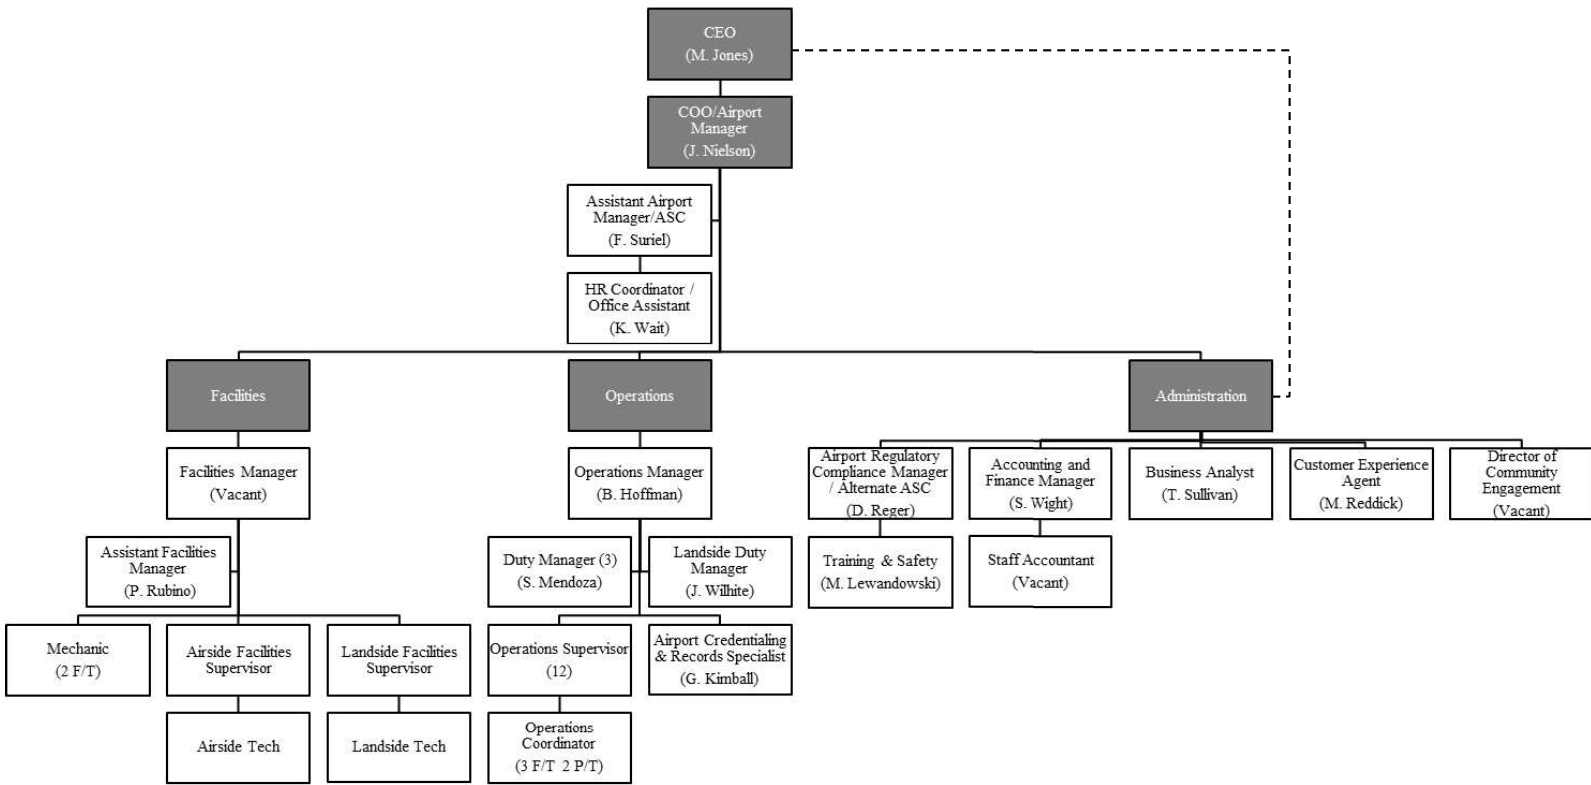 CEO
(M. Jones)
COO/Airport
Manager
(J. Nielson)
Assistant Airport
Manager/ASC
(F. Suriel)
HR Coordinator /
Office Assistant
(K. Wait)
Facilities
Operations
Administration
Facilities Manager
(Vacant)
Operations Manager
(B. Hoffman)
Airport Regulatory
Compliance Manager
/ Alternate ASC
(D. Reger)
Accounting and
Finance Manager
(S. Wight)
Business Analyst
(T. Sullivan)
Customer Experience
Agent
(M. Reddick)
Director of
Community
Engagement
(Vacant)
Assistant Facilities
Manager
(P. Rubino)
Duty Manager (3)
(S. Mendoza)
Landside Duty
Manager
(J. Wilhite)
Training & Safety
(M. Lewandowski)
Staff Accountant
(Vacant)
Mechanic
(2 F/T)
Airside Facilities
Supervisor
Landside Facilities
Supervisor
Operations Supervisor
(12)
Airport Credentialing
& Records Specialist
(G. Kimball)
Airside Tech
Landside Tech
Operations
Coordinator
(3 F/T 2 P/T)